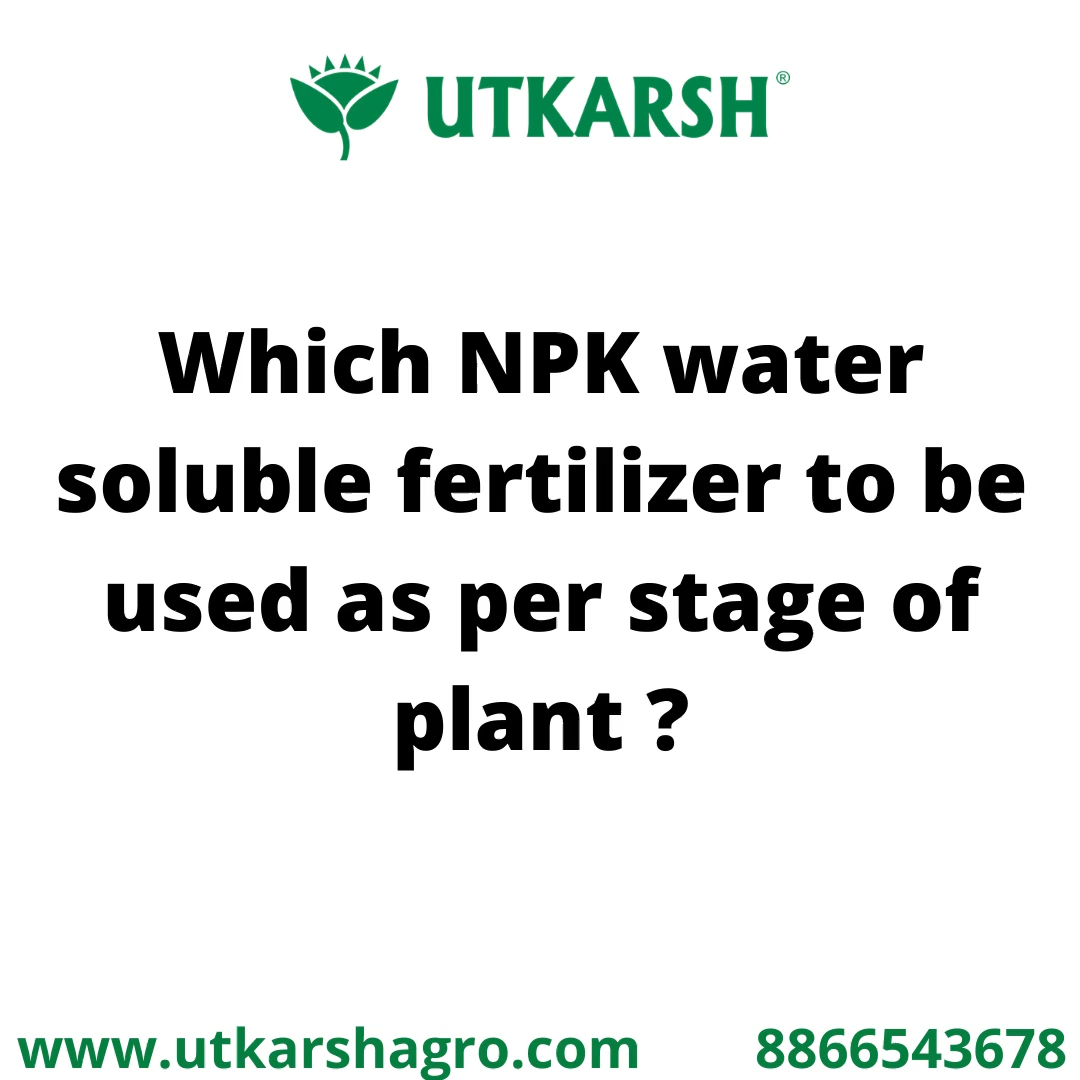 UTKARSH®
Which NPK water
soluble fertilizer to be
used as per stage of
plant ?
www.utkarshagro.com 8866543678